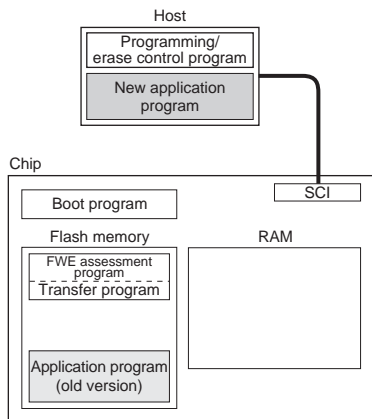 Host
Programming/
erase control program
New application
program
Chip
SCI
Boot program
Flash memory
RAM
FWE assessment
program
Transfer program
Application program
(old version)